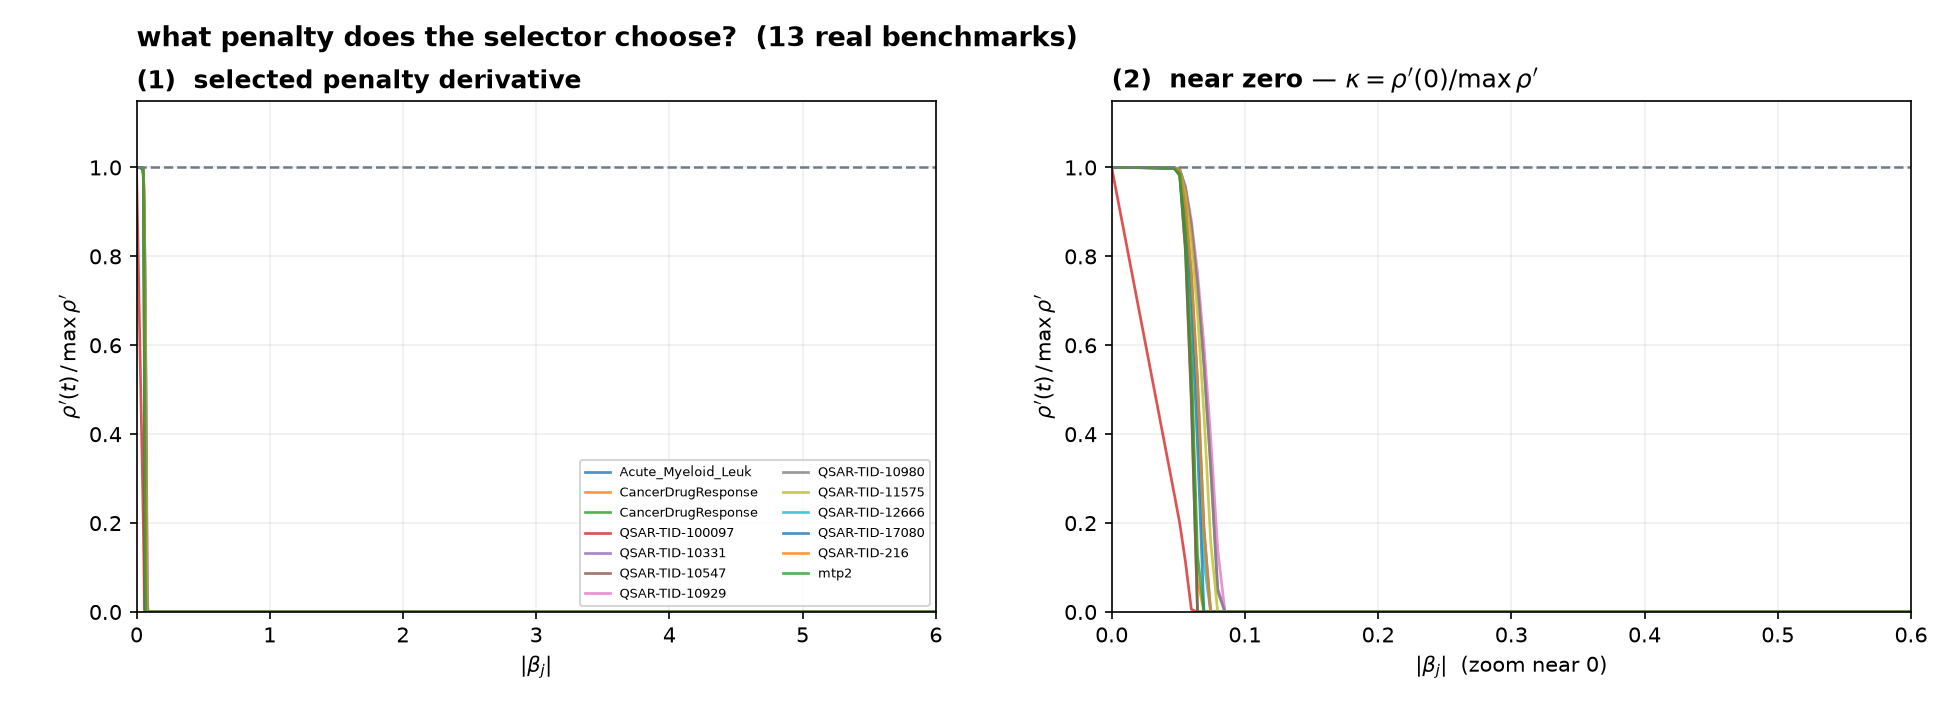 what penalty does the selector choose?  (13 real benchmarks)
(1)  selected penalty derivative
ρ′(t) / max ρ′
1.0
0.8
0.6
0.4
0.2
0.0
0 1 2 3 4 5 6
|βj|
Acute_Myeloid_Leuk
CancerDrugResponse
CancerDrugResponse
QSAR-TID-100097
QSAR-TID-10331
QSAR-TID-10547
QSAR-TID-10929
QSAR-TID-10980
QSAR-TID-11575
QSAR-TID-12666
QSAR-TID-17080
QSAR-TID-216
mtp2
(2)  near zero — κ = ρ′(0)/max ρ′
ρ′(t) / max ρ′
1.0
0.8
0.6
0.4
0.2
0.0
0.0 0.1 0.2 0.3 0.4 0.5 0.6
|βj|  (zoom near 0)